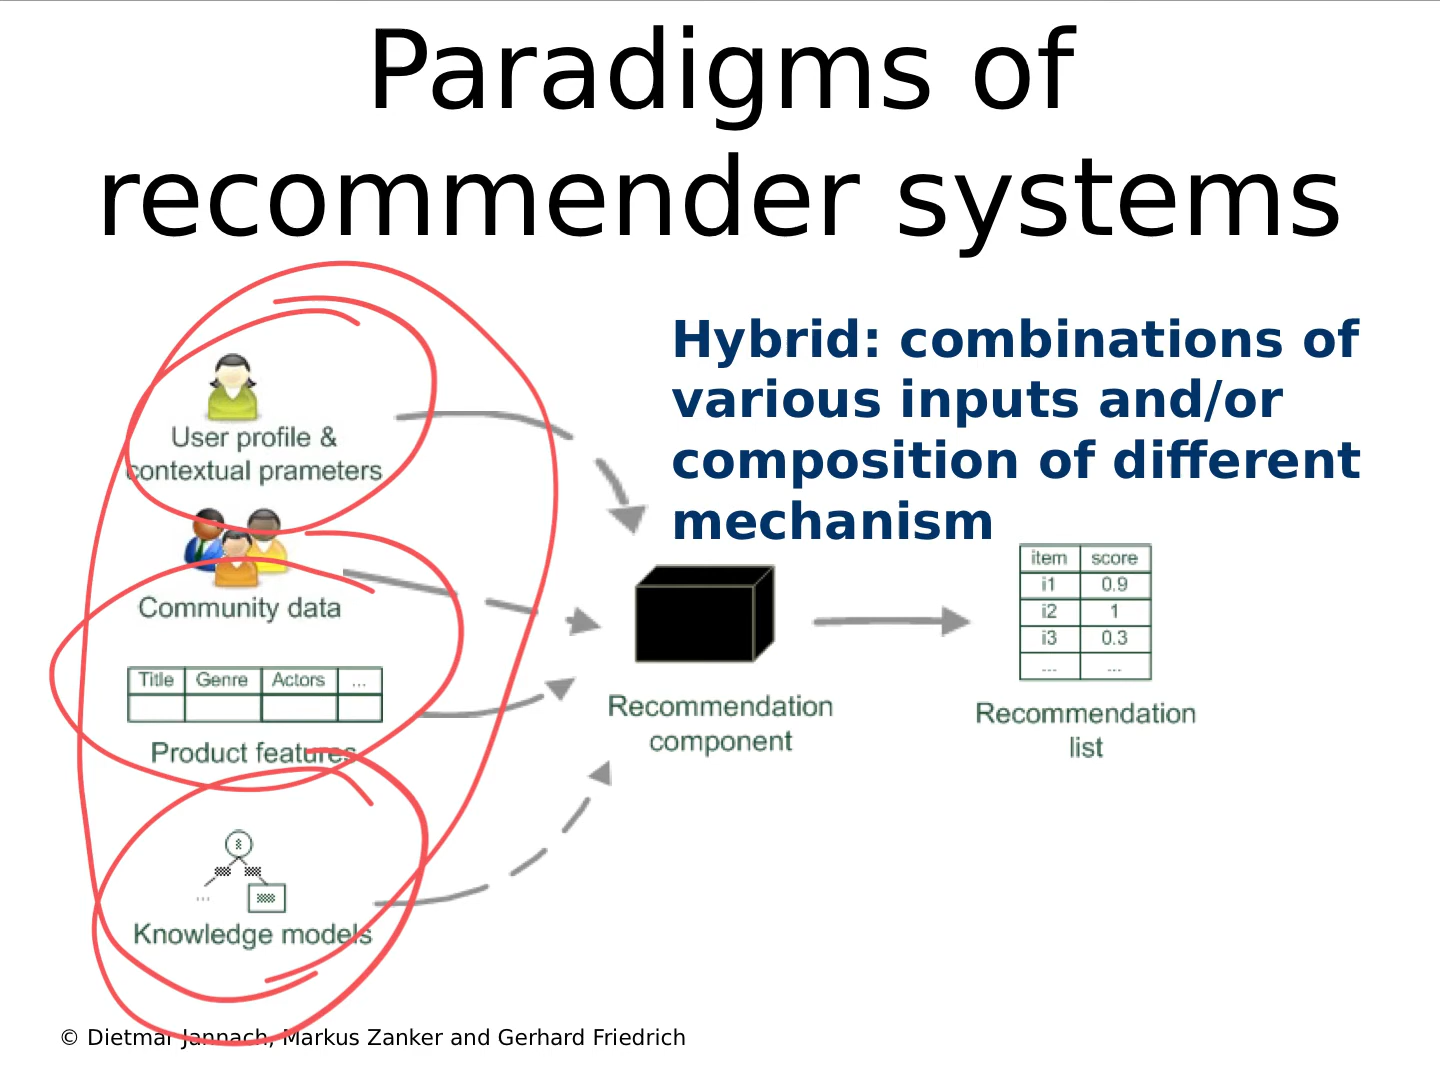 Paradigms of
recommender systems
Hybrid: combinations of
various inputs and/or
composition of different
mechanism
User profile &
contextual prameters
Community data
Title Genre Actors ...
Product features
...
Knowledge models
Recommendation
component
item score
i1 0.9
i2 1
i3 0.3
... ...
Recommendation
list
© Dietmar Jannach, Markus Zanker and Gerhard Friedrich